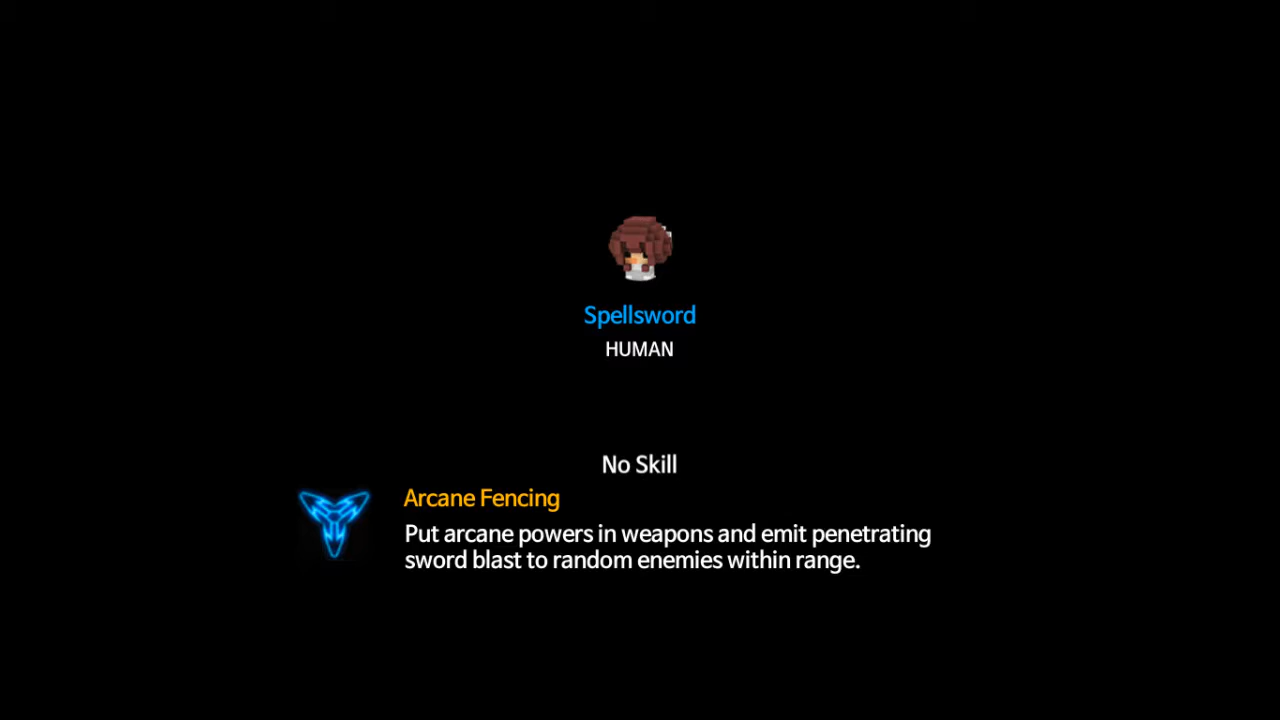 Spellsword
HUMAN
No Skill
Arcane Fencing
Put arcane powers in weapons and emit penetrating
sword blast to random enemies within range.